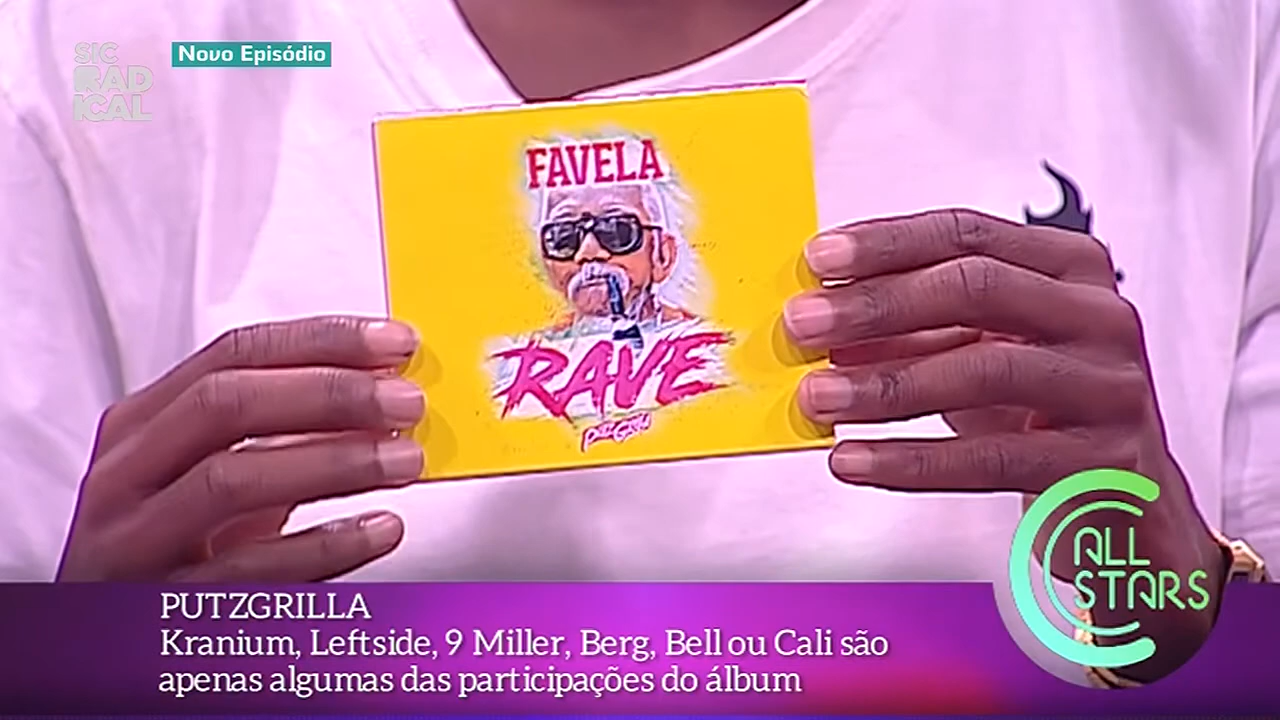 SIC
RADICAL
Novo Episódio
FAVELA
RAVE
PUTZGRILLA
ALL
STARS
PUTZGRILLA
Kranium, Leftside, 9 Miller, Berg, Bell ou Cali são
apenas algumas das participações do álbum